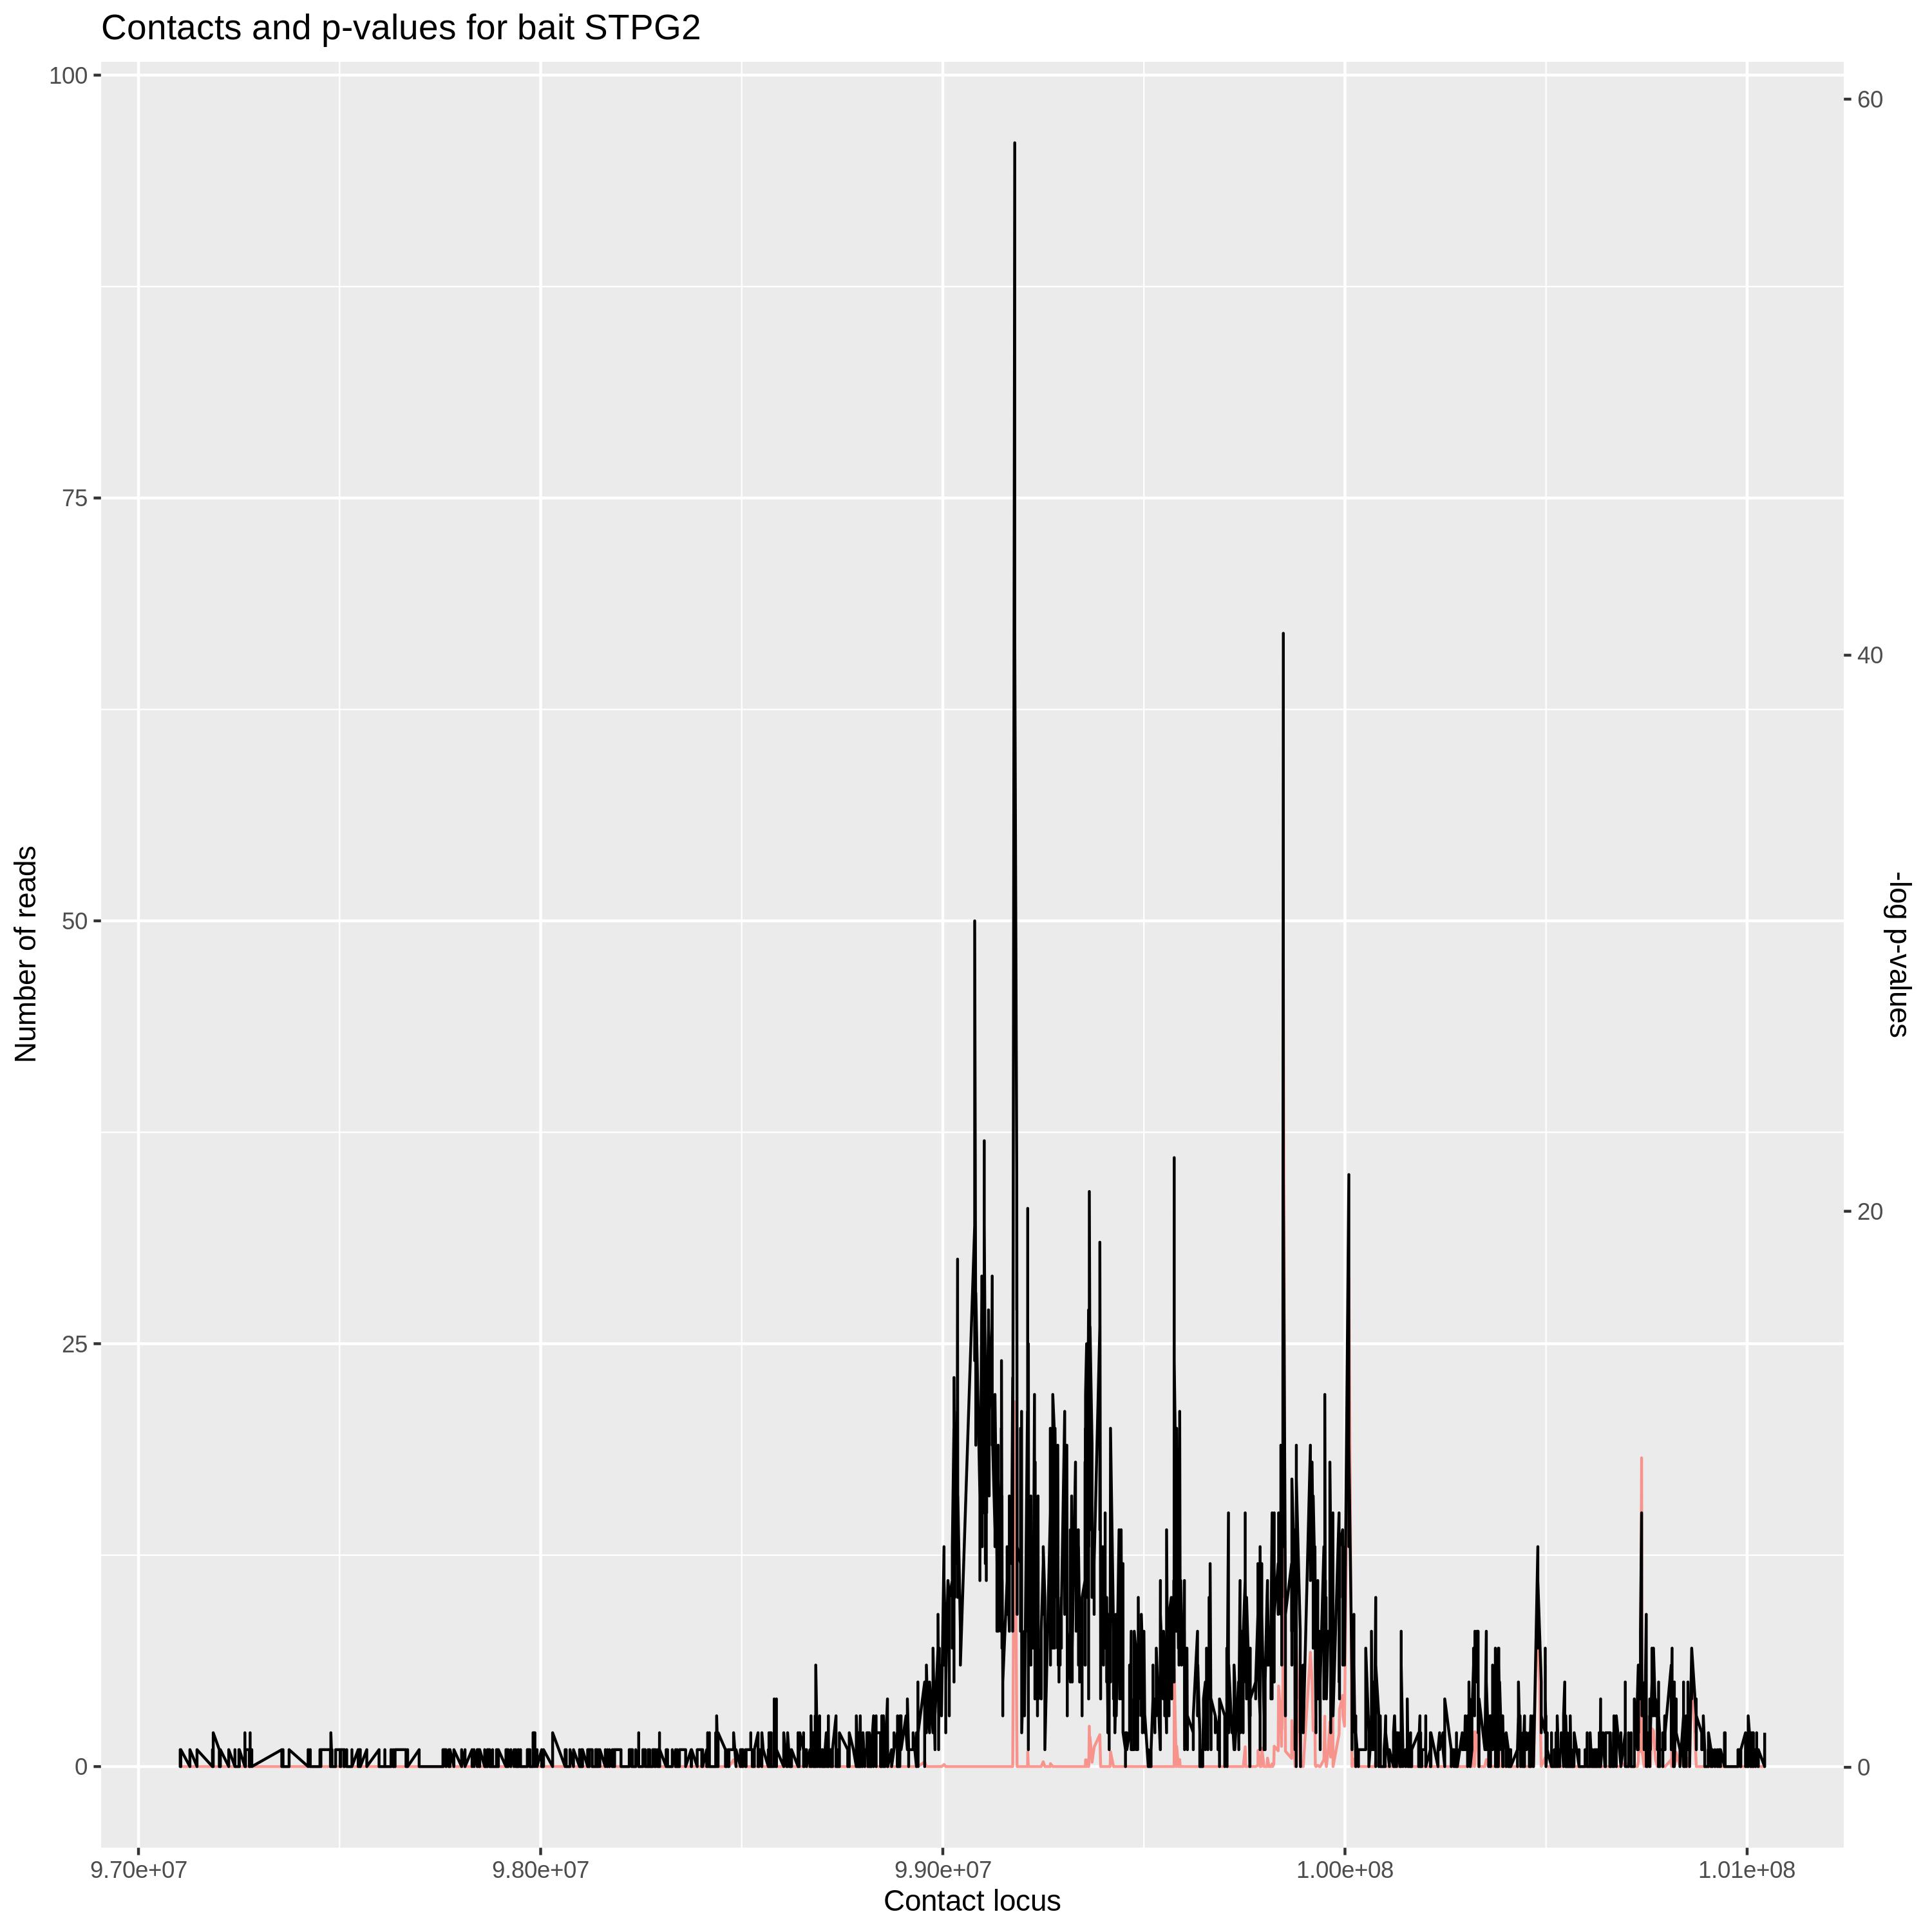 Contacts and p-values for bait STPG2
100
75
50
25
0
Number of reads
60
40
20
0
-log p-values
9.70e+07
9.80e+07
9.90e+07
1.00e+08
1.01e+08
Contact locus